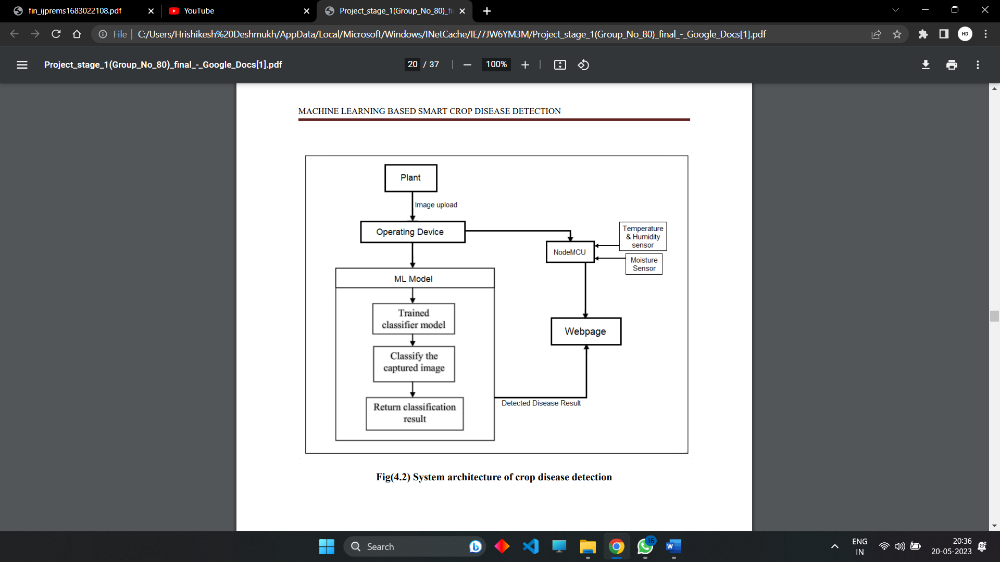 fin_ijprems1683022108.pdf
YouTube
Project_stage_1(Group_No_80)_fi
File
C:/Users/Hrishikesh%20Deshmukh/AppData/Local/Microsoft/Windows/INetCache/IE/7JW6YM3M/Project_stage_1(Group_No_80)_final_-_Google_Docs[1].pdf
HD
Project_stage_1(Group_No_80)_final_-_Google_Docs[1].pdf
20 / 37
100%
MACHINE LEARNING BASED SMART CROP DISEASE DETECTION
Plant
Image upload
Operating Device
Temperature
& Humidity
sensor
NodeMCU
Moisture
Sensor
ML Model
Trained
classifier model
Webpage
Classify the
captured image
Return classification
result
Detected Disease Result
Fig(4.2) System architecture of crop disease detection
Search
16
ENG
IN
20:36
20-05-2023